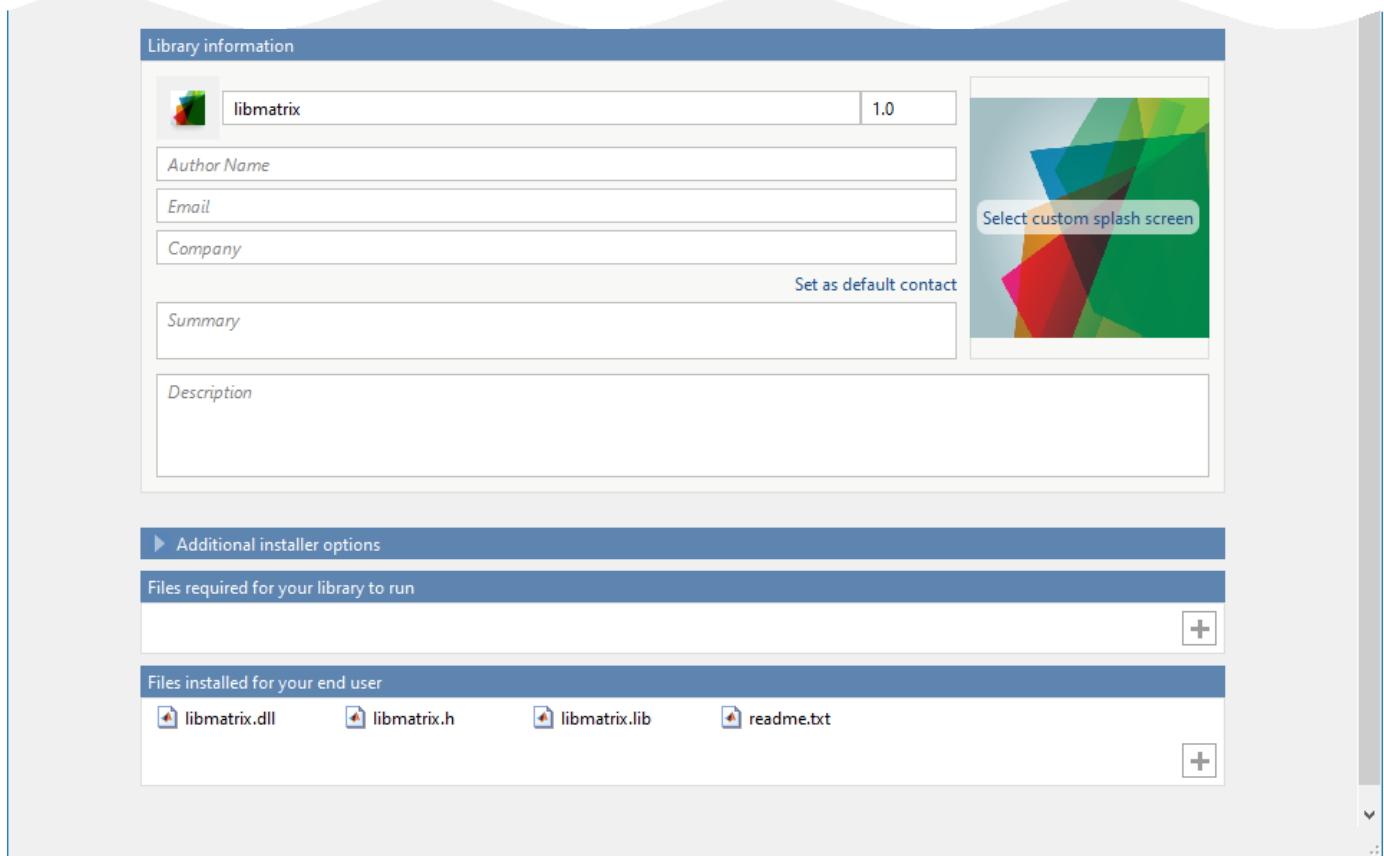 Library information
libmatrix 1.0
Author Name
Email
Company
Select custom splash screen
Set as default contact
Summary
Description
Additional installer options
Files required for your library to run
Files installed for your end user
libmatrix.dll libmatrix.h libmatrix.lib readme.txt